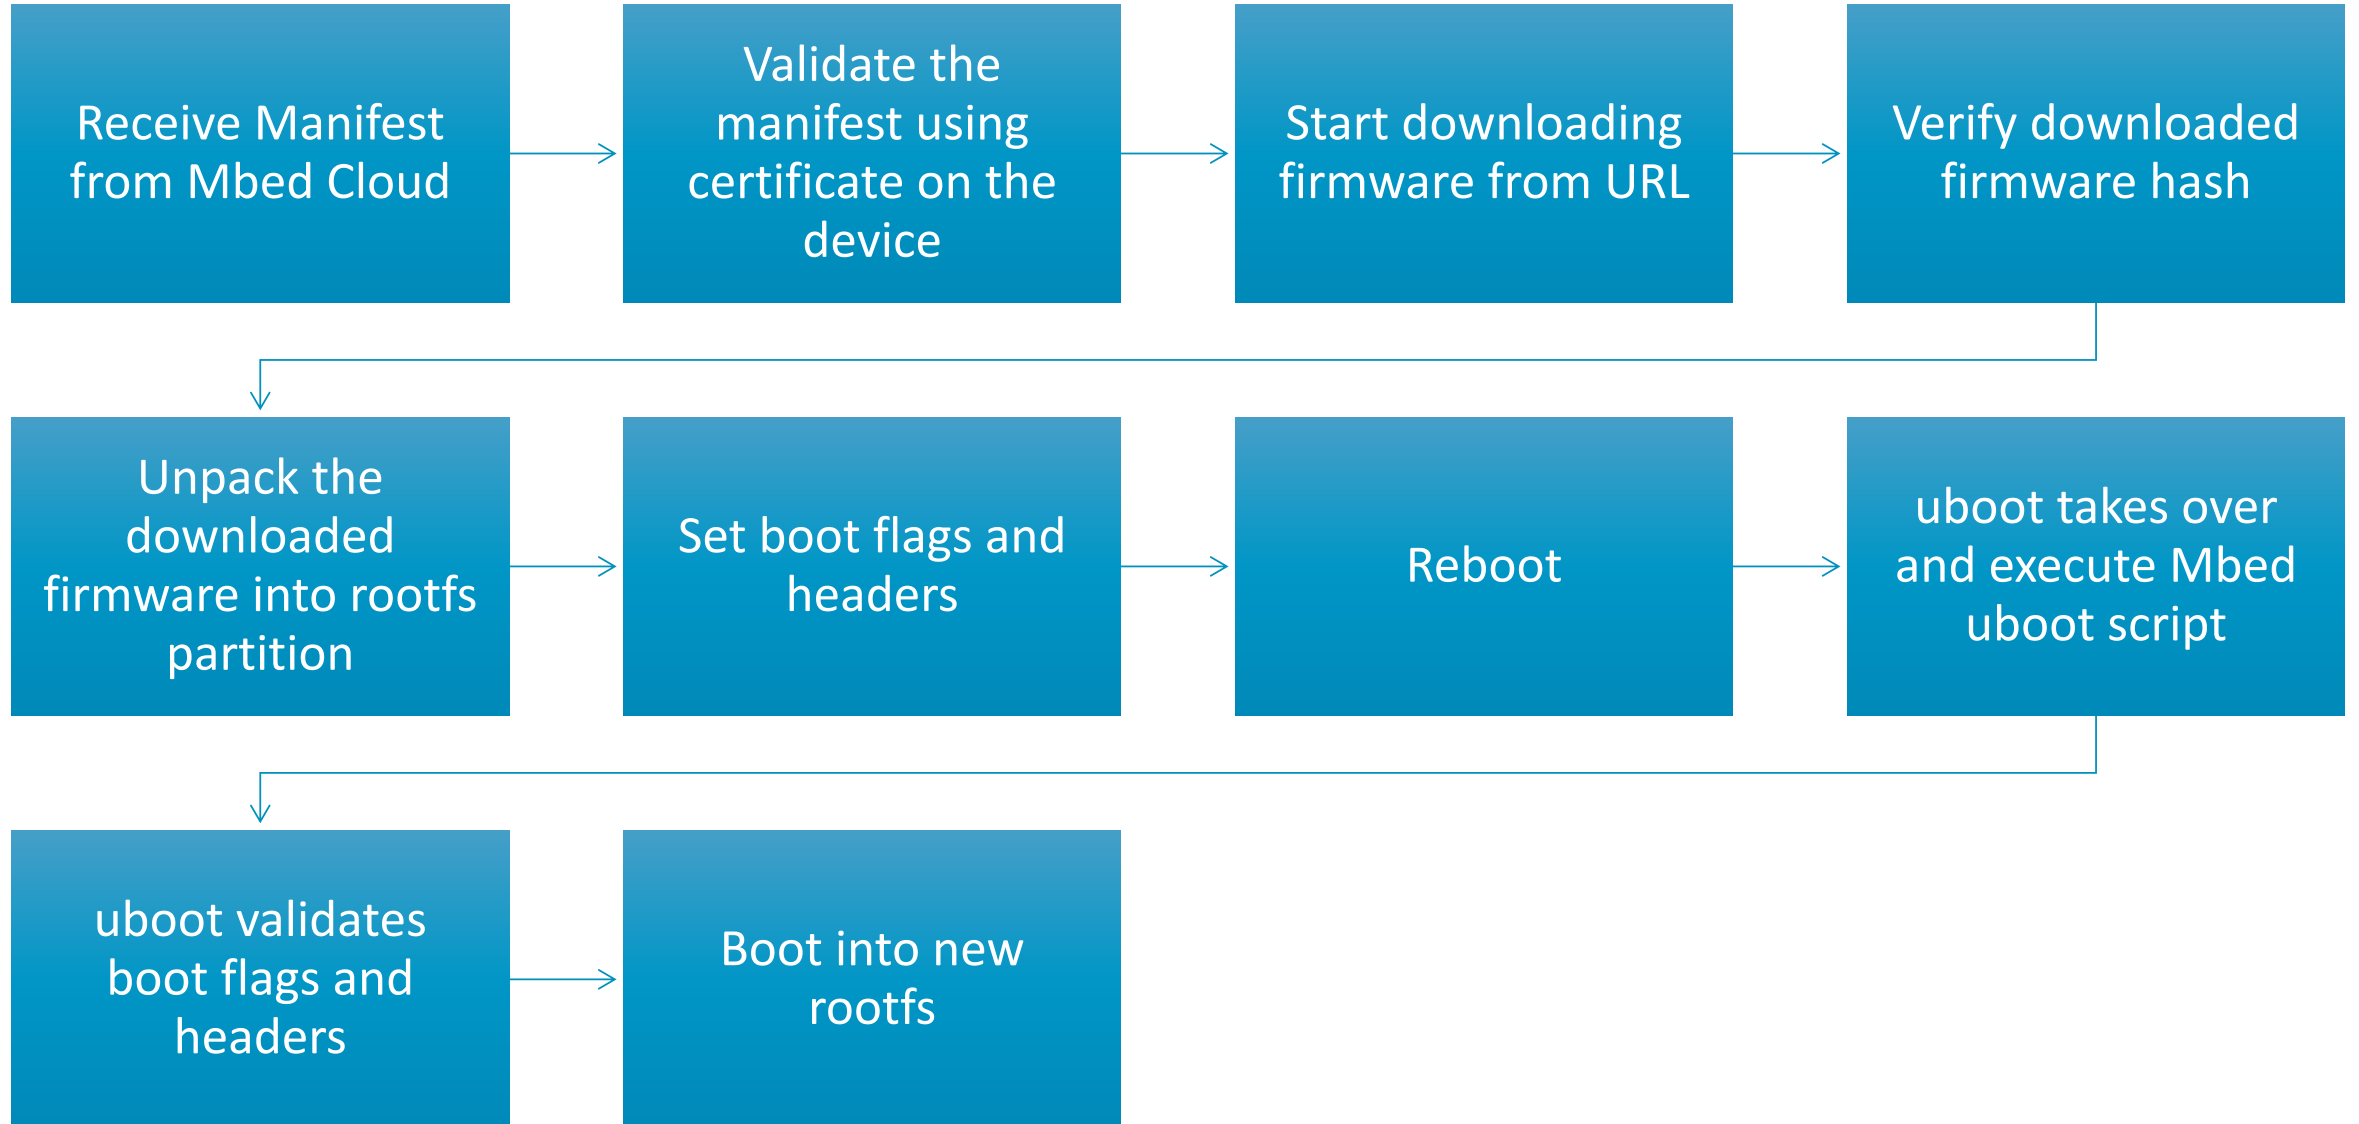 Receive Manifest
from Mbed Cloud
Validate the
manifest using
certificate on the
device
Start downloading
firmware from URL
Verify downloaded
firmware hash
Unpack the
downloaded
firmware into rootfs
partition
Set boot flags and
headers
Reboot
uboot takes over
and execute Mbed
uboot script
uboot validates
boot flags and
headers
Boot into new
rootfs